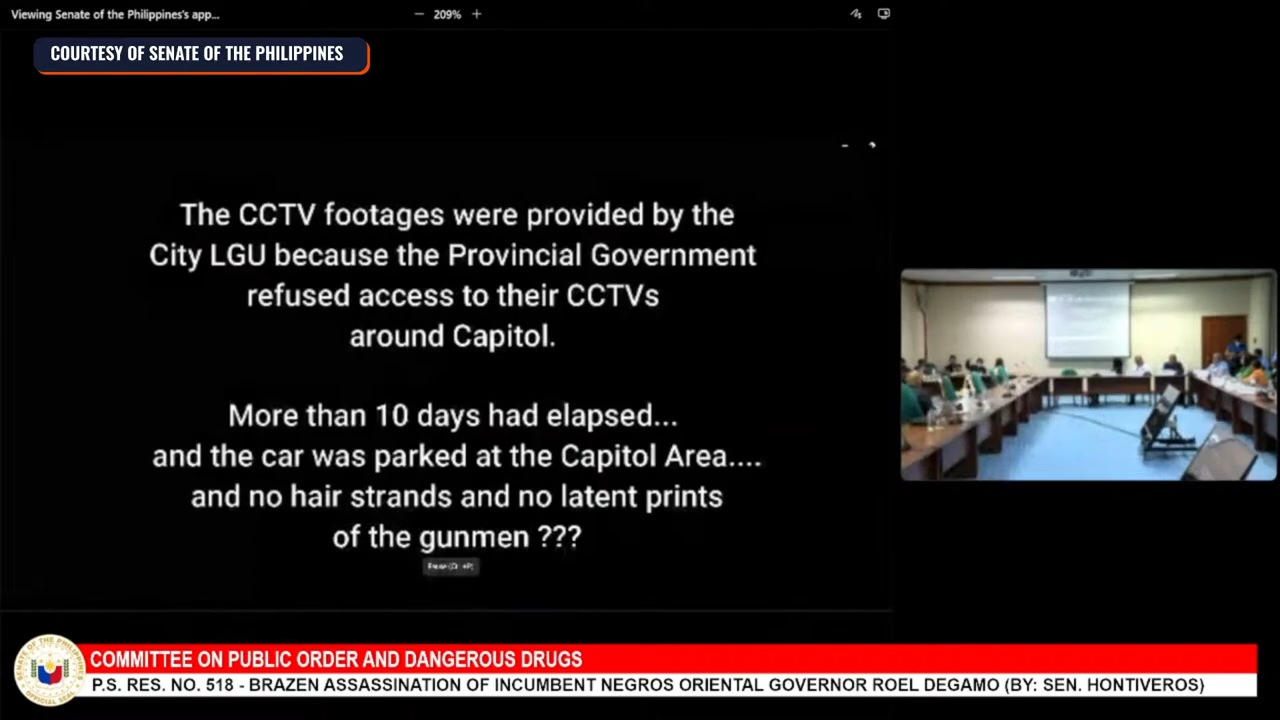 Viewing Senate of the Philippines's app...
209%
COURTESY OF SENATE OF THE PHILIPPINES
The CCTV footages were provided by the
City LGU because the Provincial Government
refused access to their CCTVs
around Capitol.
More than 10 days had elapsed...
and the car was parked at the Capitol Area....
and no hair strands and no latent prints
of the gunmen ???
COMMITTEE ON PUBLIC ORDER AND DANGEROUS DRUGS
P.S. RES. NO. 518 - BRAZEN ASSASSINATION OF INCUMBENT NEGROS ORIENTAL GOVERNOR ROEL DEGAMO (BY: SEN. HONTIVEROS)